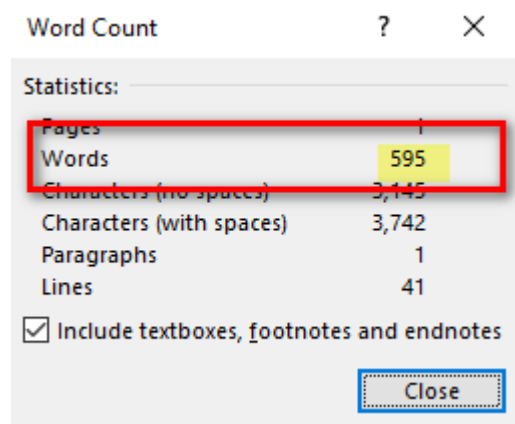 Word Count ? ×
Statistics:
Pages 1
Words 595
Characters (no spaces) 3,145
Characters (with spaces) 3,742
Paragraphs 1
Lines 41
Include textboxes, footnotes and endnotes
Close